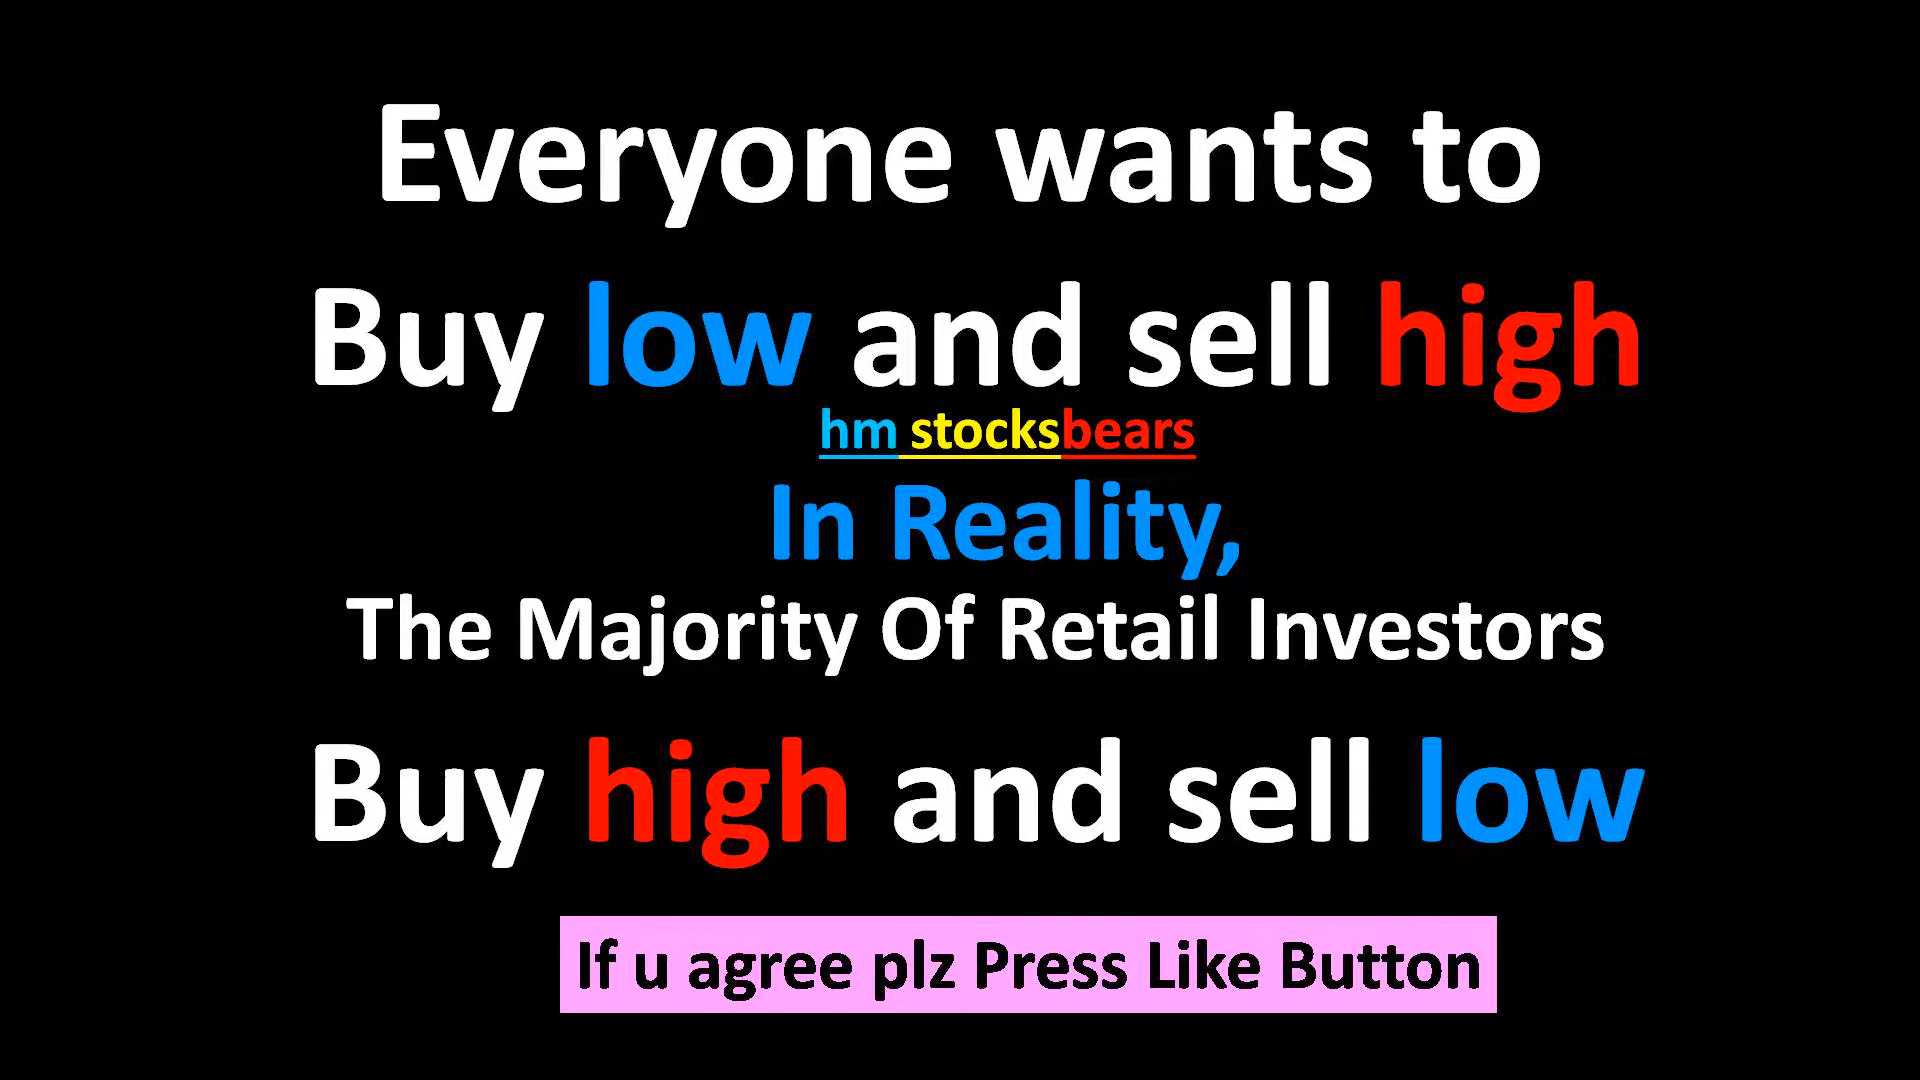 Everyone wants to
Buy low and sell high
hm stocksbears
In Reality,
The Majority Of Retail Investors
Buy high and sell low
If u agree plz Press Like Button